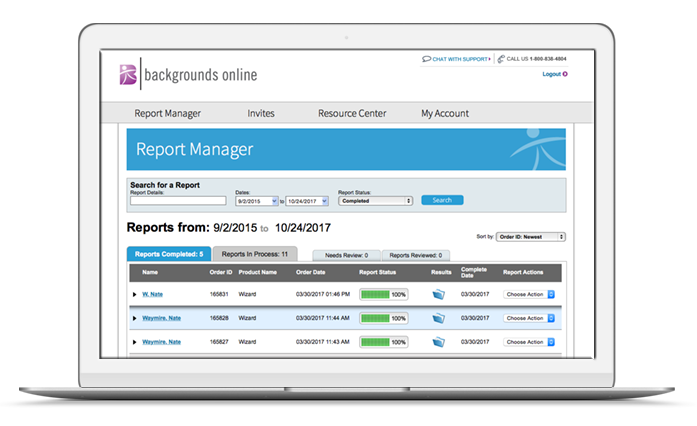 CHAT WITH SUPPORT CALL US 1-800-838-4804
backgrounds online
Logout
Report Manager Invites Resource Center My Account
Report Manager
Search for a Report
Report Details: Dates: Report Status:
9/2/2015 to 10/24/2017 Completed Search
Reports from: 9/2/2015 to 10/24/2017
Sort by: Order ID: Newest
Reports Completed: 5 Reports In Process: 11 Needs Review: 0 Reports Reviewed: 0
Name Order ID Product Name Order Date Report Status Results Complete Date Report Actions
W, Nate 165831 Wizard 03/30/2017 01:46 PM 100% 03/30/2017 Choose Action
Waymire, Nate 165828 Wizard 03/30/2017 11:44 AM 100% 03/30/2017 Choose Action
Waymire, Nate 165827 Wizard 03/30/2017 11:43 AM 100% 03/30/2017 Choose Action